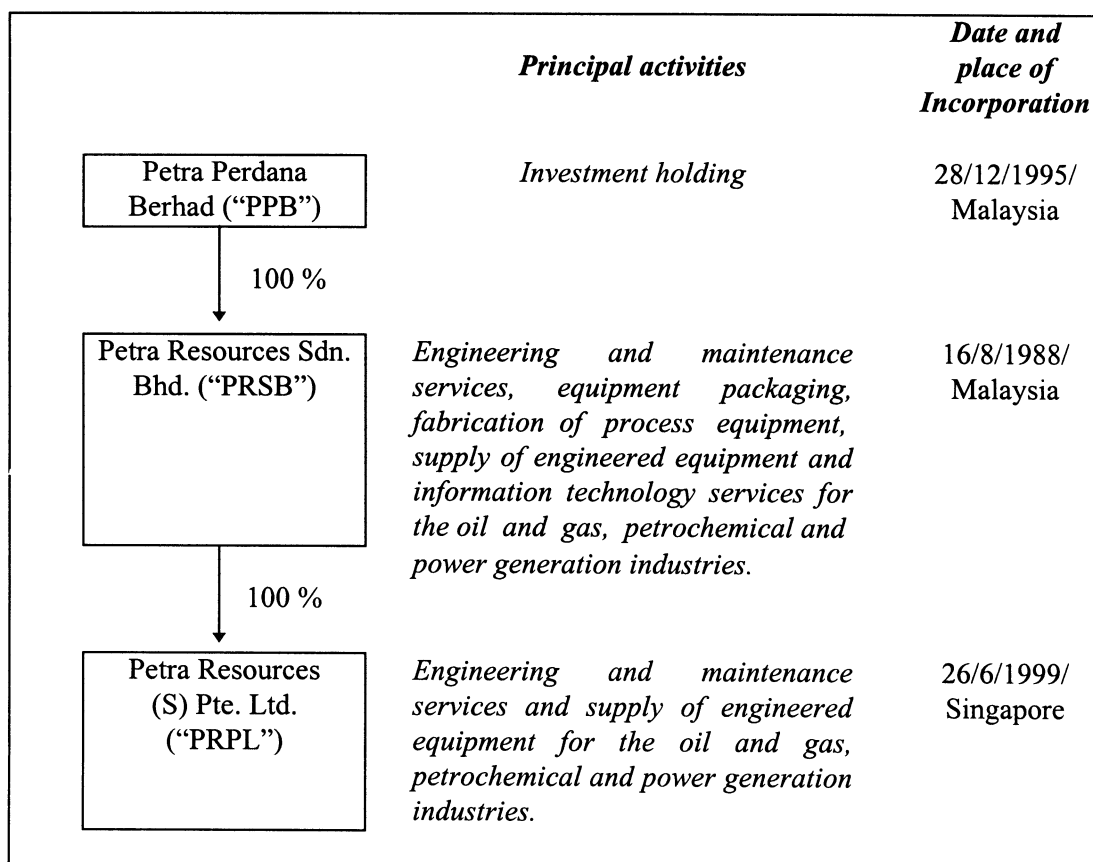 Principal activities
Date and
place of
Incorporation
Petra Perdana
Berhad (“PPB”)
Investment holding
28/12/1995/
Malaysia
100 %
Petra Resources Sdn.
Bhd. (“PRSB”)
Engineering and maintenance
services, equipment packaging,
fabrication of process equipment,
supply of engineered equipment and
information technology services for
the oil and gas, petrochemical and
power generation industries.
16/8/1988/
Malaysia
100 %
Petra Resources
(S) Pte. Ltd.
(“PRPL”)
Engineering and maintenance
services and supply of engineered
equipment for the oil and gas,
petrochemical and power generation
industries.
26/6/1999/
Singapore